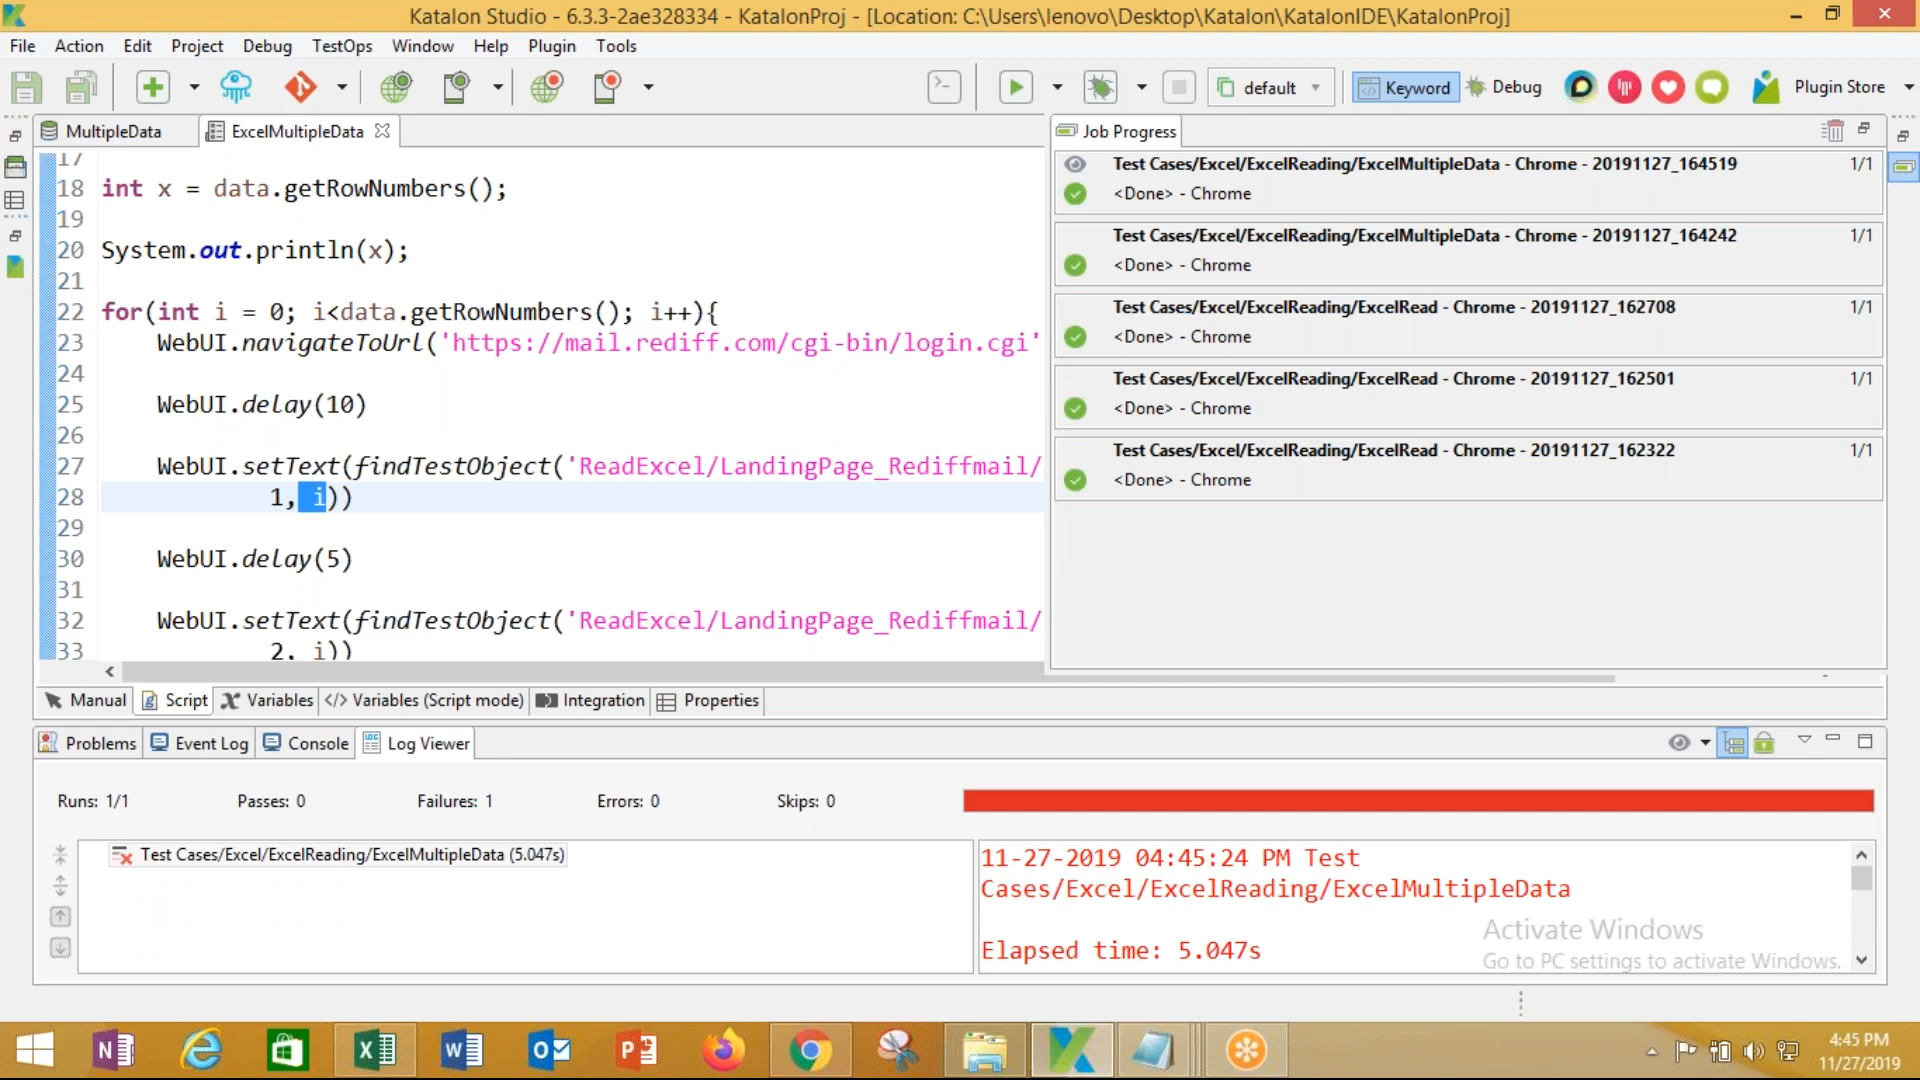 Katalon Studio - 6.3.3-2ae328334 - KatalonProj - [Location: C:\Users\lenovo\Desktop\Katalon\KatalonIDE\KatalonProj]
File Action Edit Project Debug TestOps Window Help Plugin Tools
default Keyword Debug Plugin Store
MultipleData ExcelMultipleData
17
18 int x = data.getRowNumbers();
19
20 System.out.println(x);
21
22 for(int i = 0; i<data.getRowNumbers(); i++){
23 WebUI.navigateToUrl('https://mail.rediff.com/cgi-bin/login.cgi'
24
25 WebUI.delay(10)
26
27 WebUI.setText(findTestObject('ReadExcel/LandingPage_Rediffmail/
28 1, i))
29
30 WebUI.delay(5)
31
32 WebUI.setText(findTestObject('ReadExcel/LandingPage_Rediffmail/
33 2, i))
Job Progress
Test Cases/Excel/ExcelReading/ExcelMultipleData - Chrome - 20191127_164519 1/1
<Done> - Chrome
Test Cases/Excel/ExcelReading/ExcelMultipleData - Chrome - 20191127_164242 1/1
<Done> - Chrome
Test Cases/Excel/ExcelReading/ExcelRead - Chrome - 20191127_162708 1/1
<Done> - Chrome
Test Cases/Excel/ExcelReading/ExcelRead - Chrome - 20191127_162501 1/1
<Done> - Chrome
Test Cases/Excel/ExcelReading/ExcelRead - Chrome - 20191127_162322 1/1
<Done> - Chrome
Manual Script Variables </> Variables (Script mode) Integration Properties
Problems Event Log Console Log Viewer
Runs: 1/1 Passes: 0 Failures: 1 Errors: 0 Skips: 0
Test Cases/Excel/ExcelReading/ExcelMultipleData (5.047s)
11-27-2019 04:45:24 PM Test
Cases/Excel/ExcelReading/ExcelMultipleData
Elapsed time: 5.047s
Activate Windows
Go to PC settings to activate Windows.
4:45 PM
11/27/2019